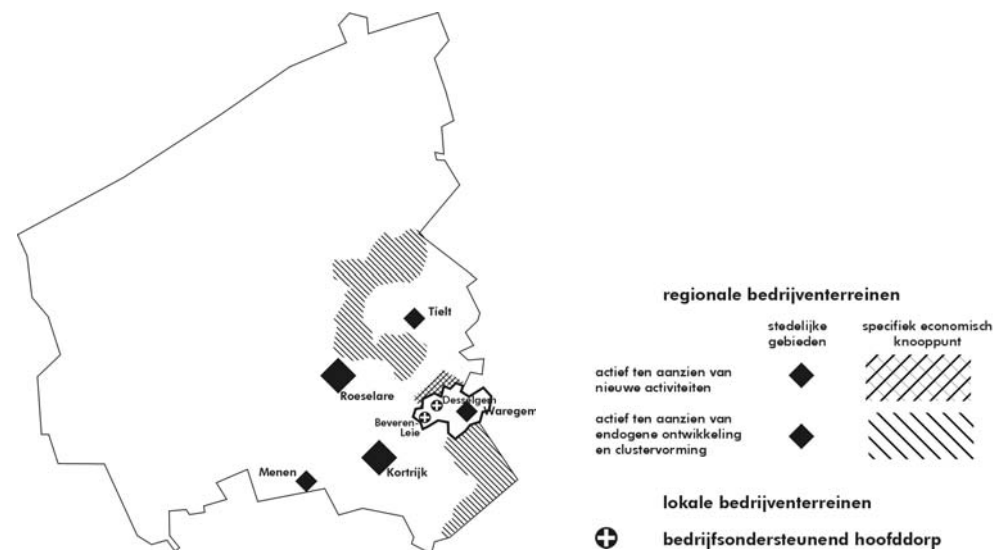 Tielt
Roeselare
Desselgem
Waregem
Beveren-
Leie
Menen
Kortrijk
regionale bedrijventerreinen
stedelijke
gebieden
specifiek economisch
knooppunt
actief ten aanzien van
nieuwe activiteiten
actief ten aanzien van
endogene ontwikkeling
en clustervorming
lokale bedrijventerreinen
bedrijfsondersteunend hoofddorp